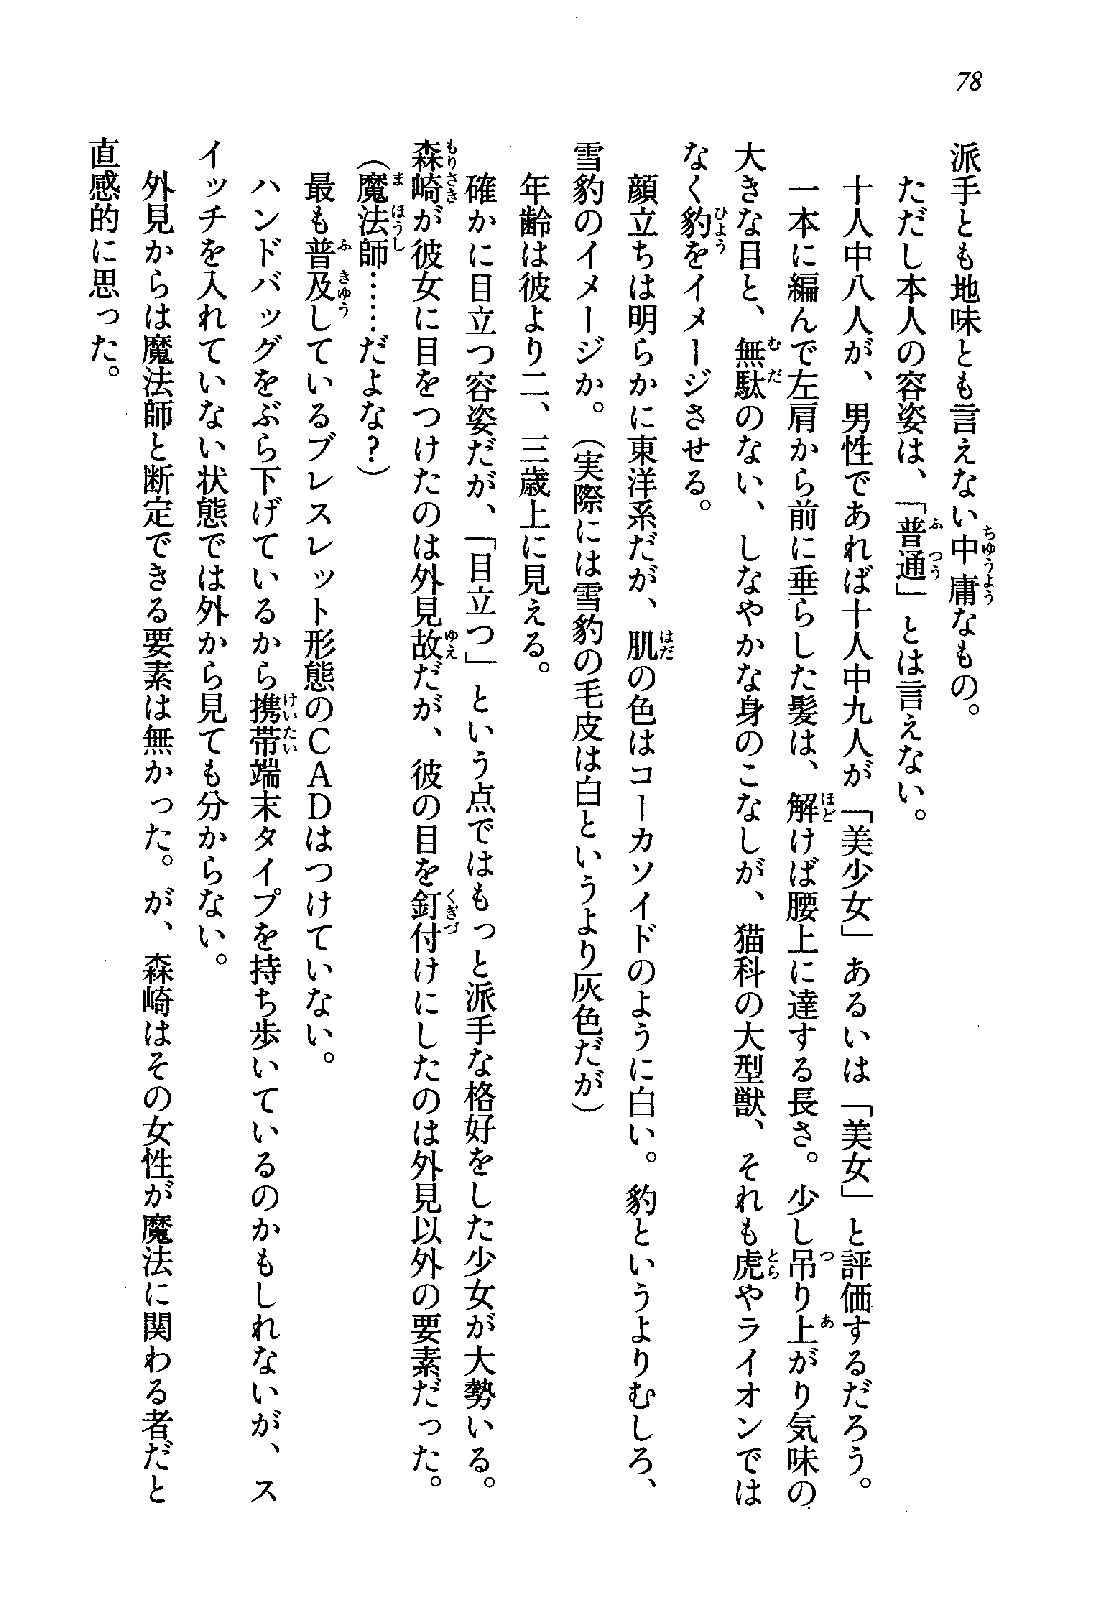 78
派手とも地味とも言えない中庸なもの。
ただし本人の容姿は、「普通」とは言えない。
十人中八人が、男性であれば十人中九人が「美少女」あるいは「美女」と評価するだろう。
一本に編んで左肩から前に垂らした髪は、解けば腰上に達する長さ。少し吊り上がり気味の
大きな目と、無駄のない、しなやかな身のこなしが、猫科の大型獣、それも虎やライオンでは
なく豹をイメージさせる。
顔立ちは明らかに東洋系だが、肌の色はコーカソイドのように白い。豹というよりむしろ、
雪豹のイメージか。（実際には雪豹の毛皮は白というより灰色だが）
年齢は彼より二、三歳上に見える。
確かに目立つ容姿だが、「目立つ」という点ではもっと派手な格好をした少女が大勢いる。
森崎が彼女に目をつけたのは外見故だが、彼の目を釘付けにしたのは外見以外の要素だった。
（魔法師……だよな？）
最も普及しているブレスレット形態のＣＡＤはつけていない。
ハンドバッグをぶら下げているから携帯端末タイプを持ち歩いているのかもしれないが、ス
イッチを入れていない状態では外から見ても分からない。
外見からは魔法師と断定できる要素は無かった。が、森崎はその女性が魔法に関わる者だと
直感的に思った。